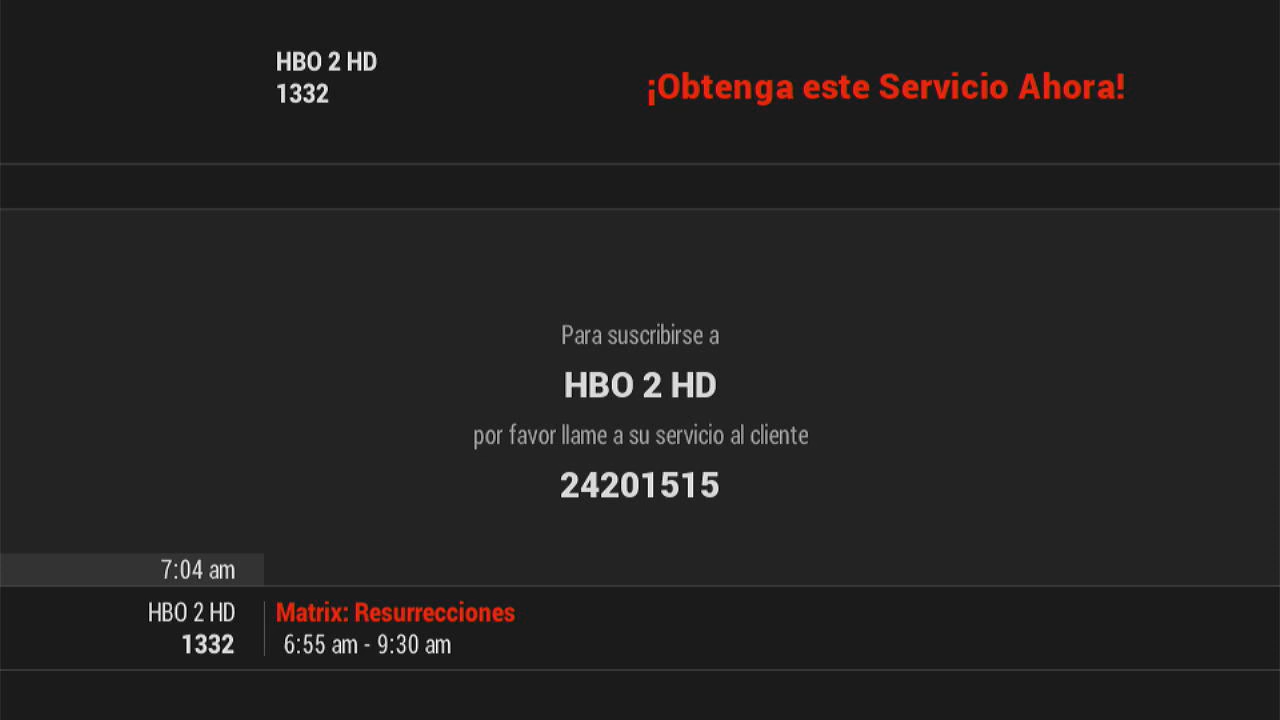 HBO 2 HD
1332
¡Obtenga este Servicio Ahora!
Para suscribirse a
HBO 2 HD
por favor llame a su servicio al cliente
24201515
7:04 am
HBO 2 HD
1332
Matrix: Resurrecciones
6:55 am - 9:30 am